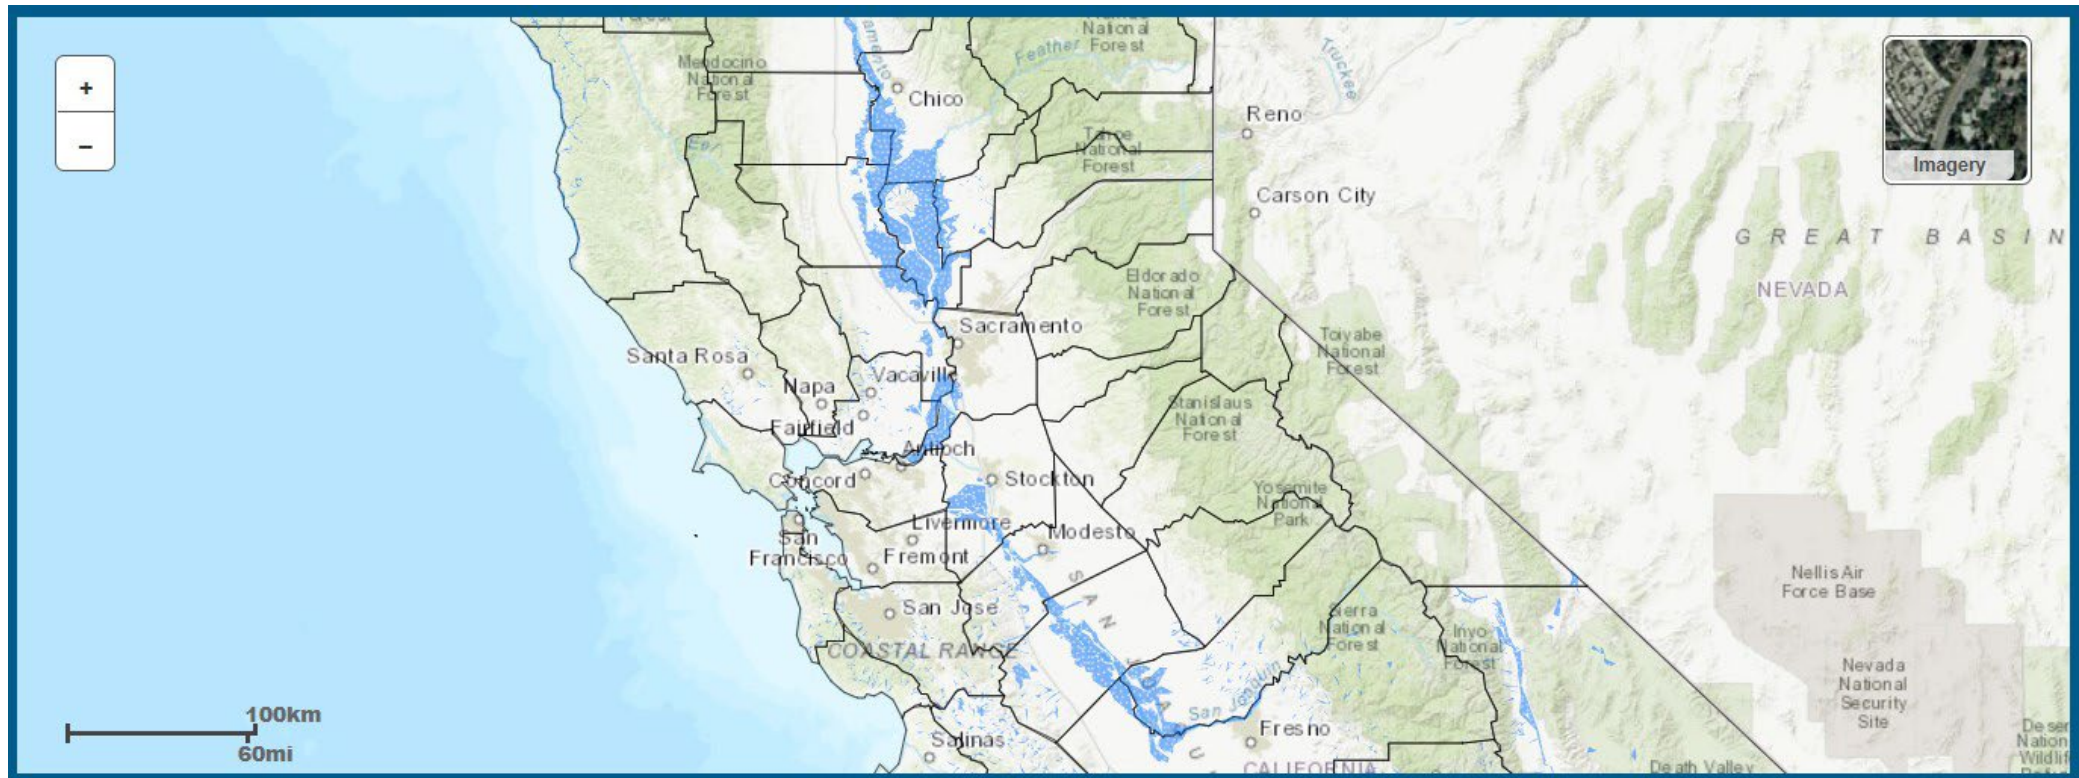 +
−
Imagery
National
Forest
Feather
Truckee
Mendocino
National
Forest
Chico
Reno
Tahoe
National
Forest
Eel
Carson City
GREAT BASIN
NEVADA
Eldorado
National
Forest
Sacramento
Toiyabe
National
Forest
Santa Rosa
Napa
Vacaville
Stanislaus
National
Forest
Fairfield
Antioch
Concord
Stockton
Yosemite
National
Park
Livermore
Modesto
San
Francisco
Fremont
Nellis Air
Force Base
San Jose
SAN
Sierra
National
Forest
Inyo
National
Forest
COASTAL RANGE
Nevada
National
Security
Site
San Joaquin
100km
60mi
Salinas
Fresno
CALIFORNIA
Death Valley